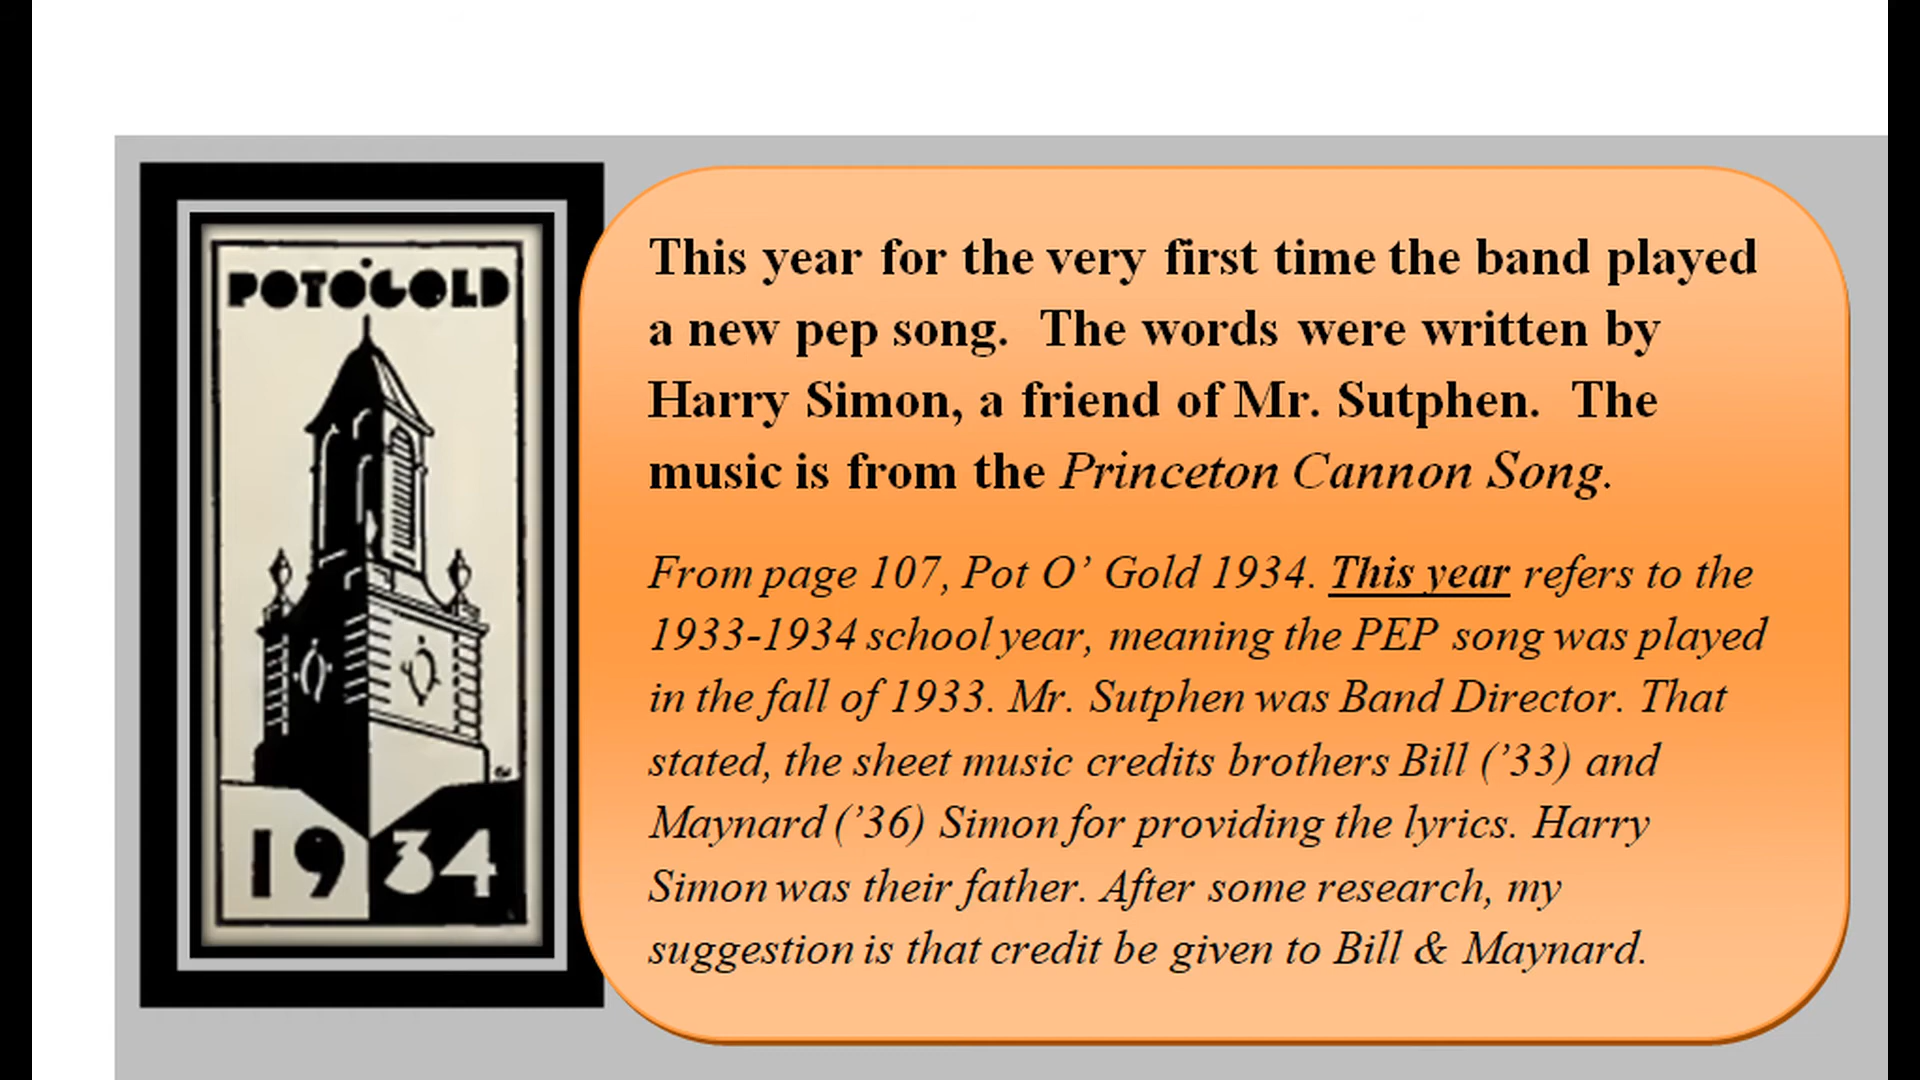 POT O' GOLD
1934
This year for the very first time the band played
a new pep song. The words were written by
Harry Simon, a friend of Mr. Sutphen. The
music is from the Princeton Cannon Song.
From page 107, Pot O’ Gold 1934. This year refers to the
1933-1934 school year, meaning the PEP song was played
in the fall of 1933. Mr. Sutphen was Band Director. That
stated, the sheet music credits brothers Bill (’33) and
Maynard (’36) Simon for providing the lyrics. Harry
Simon was their father. After some research, my
suggestion is that credit be given to Bill & Maynard.